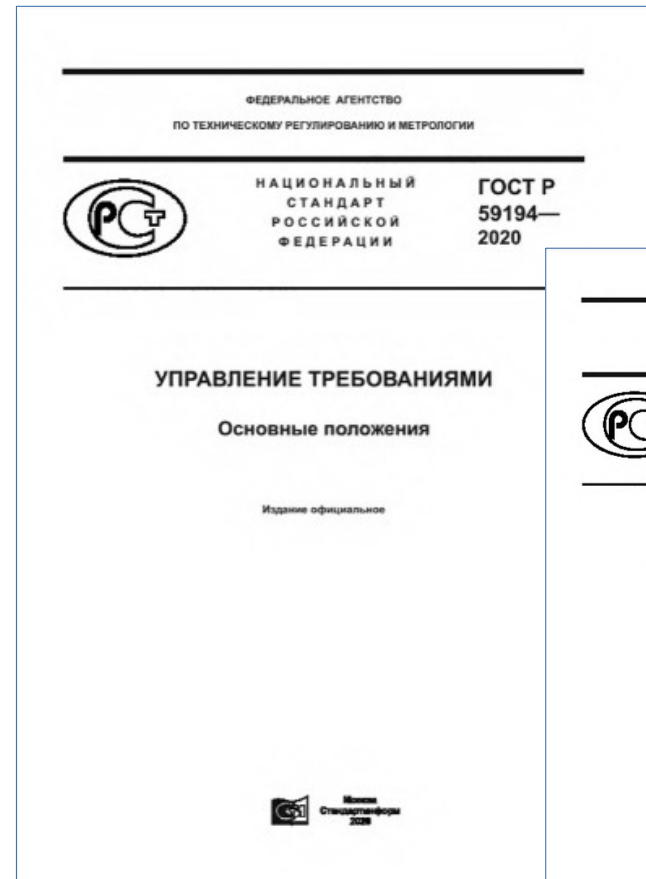 ФЕДЕРАЛЬНОЕ АГЕНТСТВО
ПО ТЕХНИЧЕСКОМУ РЕГУЛИРОВАНИЮ И МЕТРОЛОГИИ
НАЦИОНАЛЬНЫЙ
СТАНДАРТ
РОССИЙСКОЙ
ФЕДЕРАЦИИ
ГОСТ Р
59194—
2020
УПРАВЛЕНИЕ ТРЕБОВАНИЯМИ
Основные положения
Издание официальное
Москва
Стандартинформ